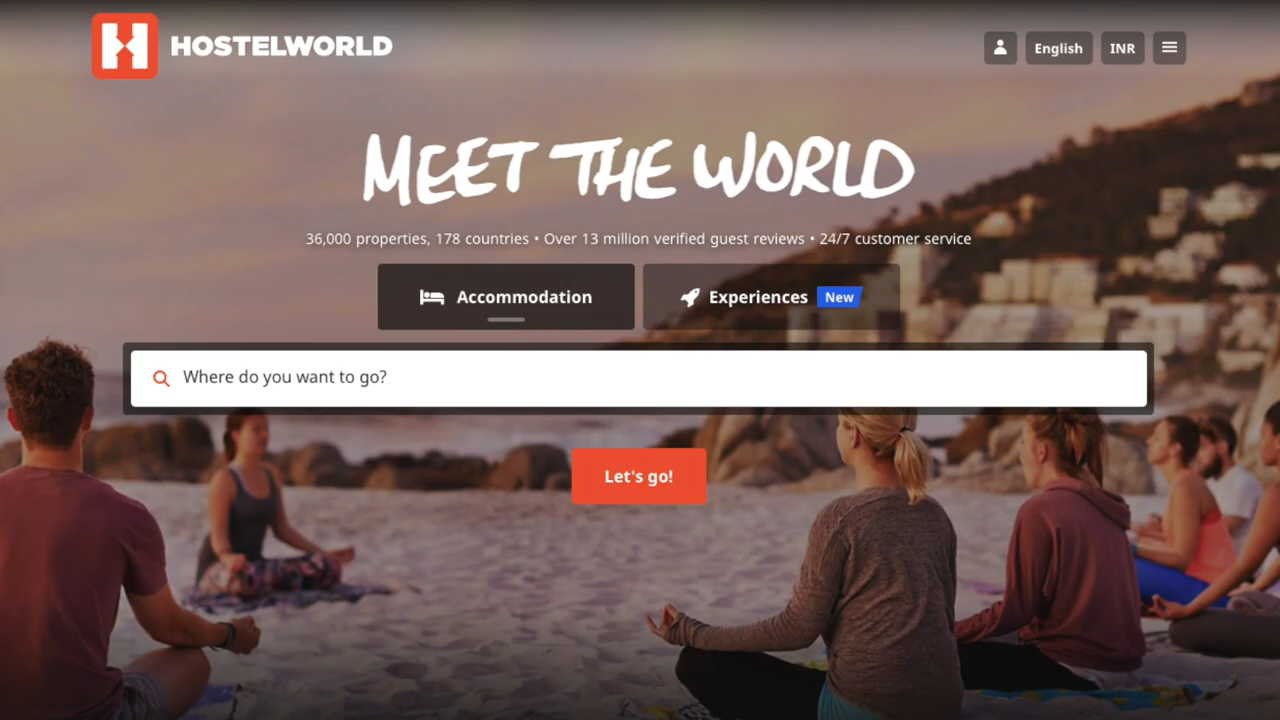 HOSTELWORLD
English
INR
MEET THE WORLD
36,000 properties, 178 countries • Over 13 million verified guest reviews • 24/7 customer service
Accommodation
Experiences New
Where do you want to go?
Let's go!